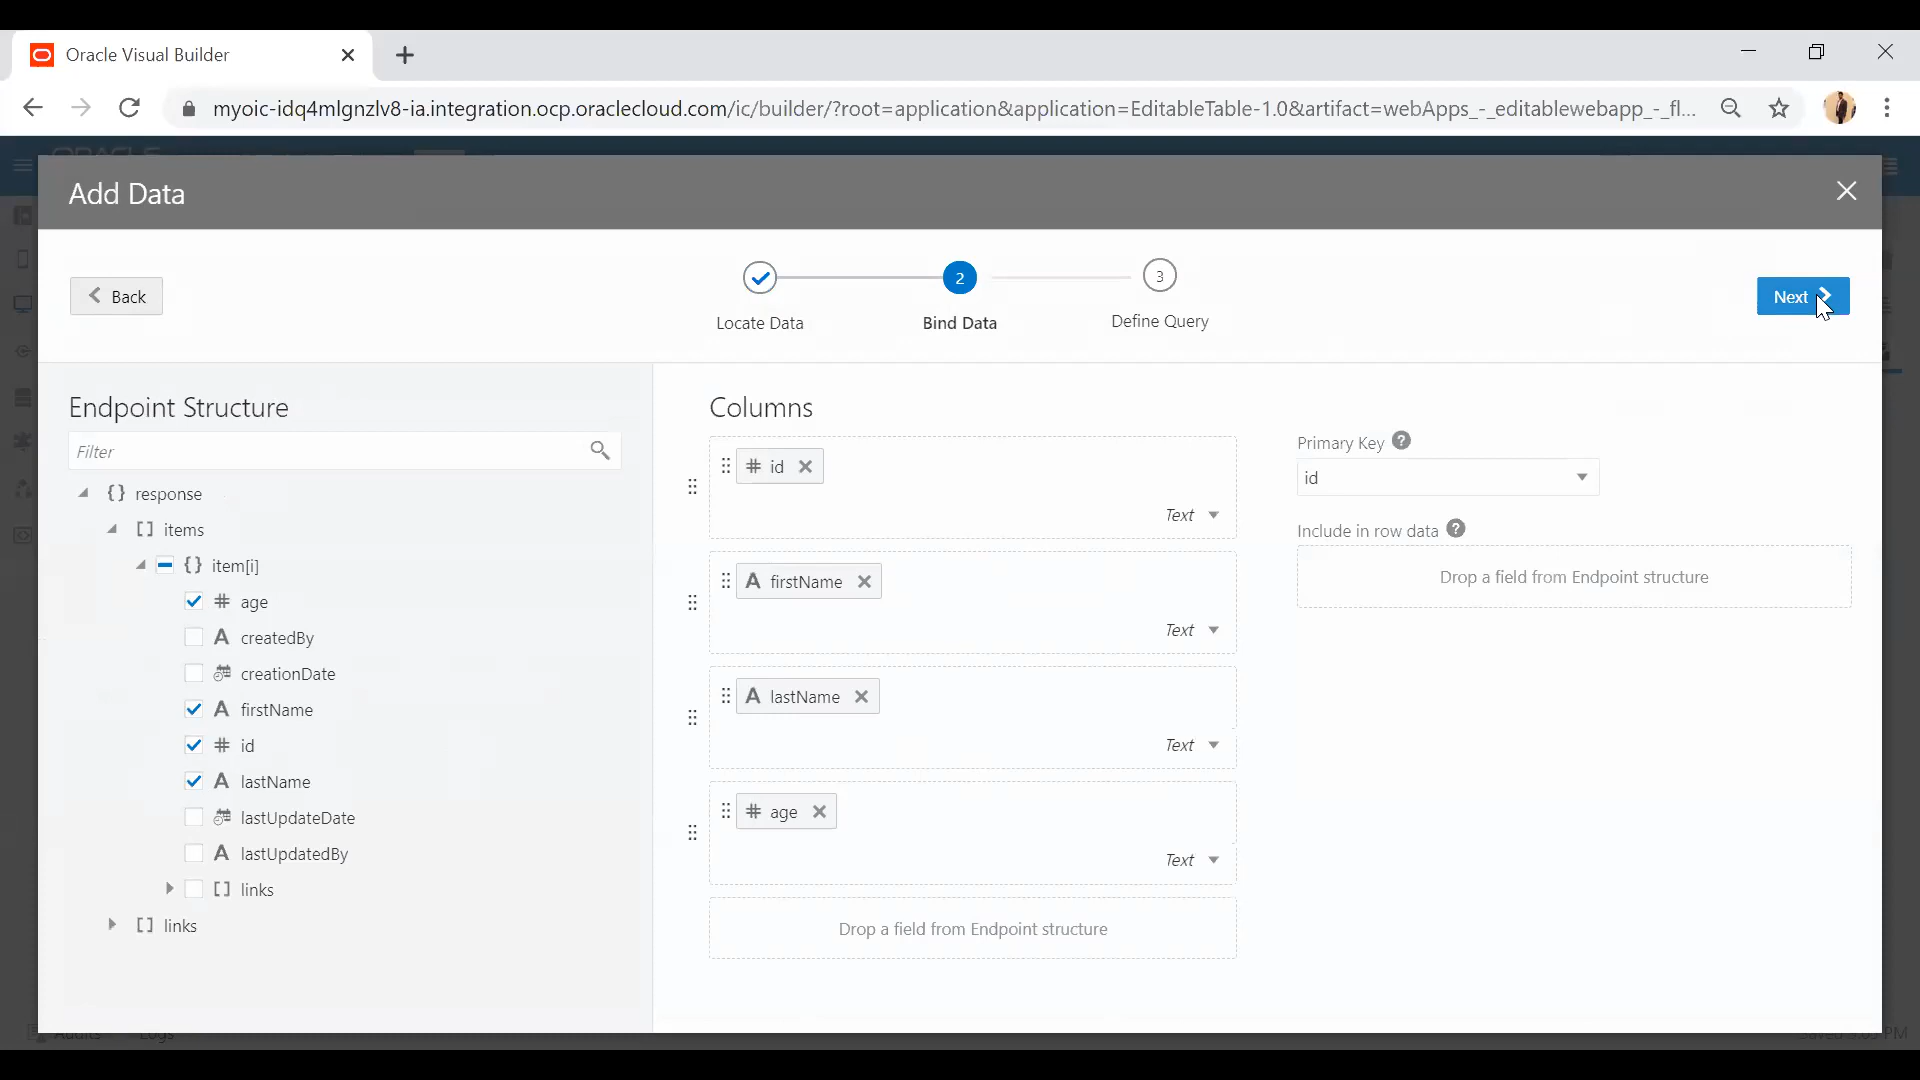 Oracle Visual Builder
myoic-idq4mlgnzlv8-ia.integration.ocp.oraclecloud.com/ic/builder/?root=application&application=EditableTable-1.0&artifact=webApps_-_editablewebapp_-_fl...
ORACLE
Add Data
Back
2
3
Next
Locate Data
Bind Data
Define Query
Endpoint Structure
Filter
{} response
[] items
{} item[i]
# age
A createdBy
creationDate
A firstName
# id
A lastName
lastUpdateDate
A lastUpdatedBy
[] links
[] links
Columns
# id
Text
A firstName
Text
A lastName
Text
# age
Text
Drop a field from Endpoint structure
Primary Key ?
id
Include in row data ?
Drop a field from Endpoint structure
Audits
Logs